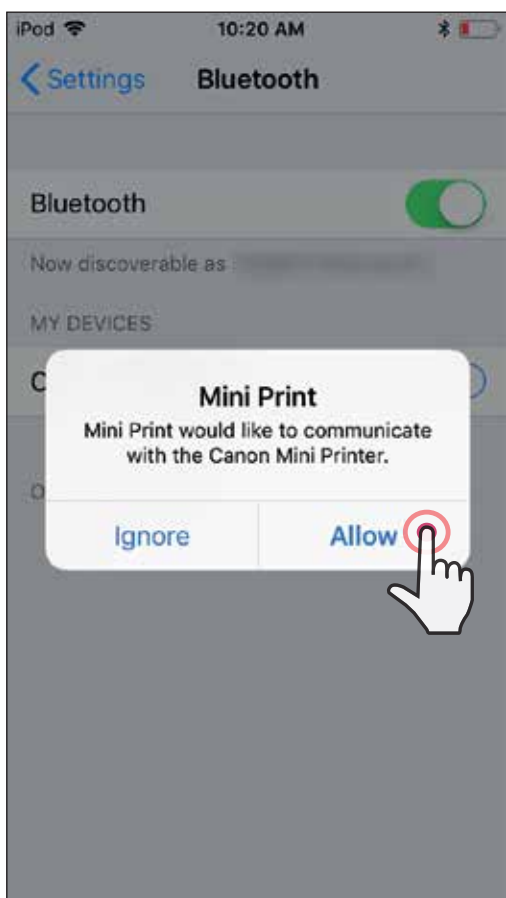 iPod 10:20 AM
Settings Bluetooth
Bluetooth
Now discoverable as
MY DEVICES
Mini Print
Mini Print would like to communicate
with the Canon Mini Printer.
Ignore Allow